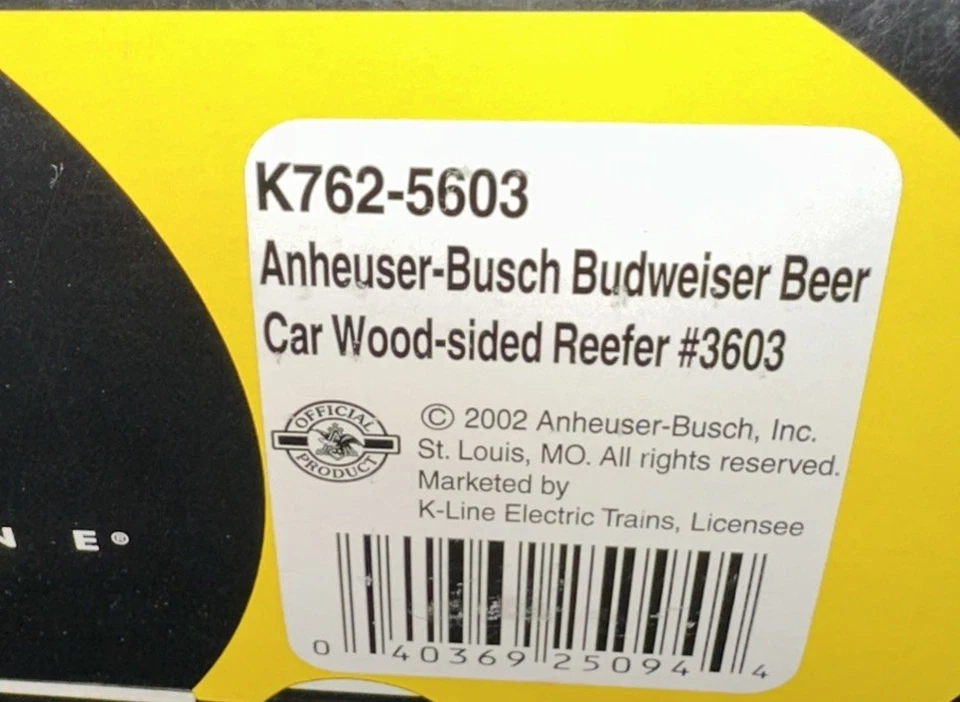 K762-5603
Anheuser-Busch Budweiser Beer
Car Wood-sided Reefer #3603
OFFICIAL
PRODUCT
© 2002 Anheuser-Busch, Inc.
St. Louis, MO. All rights reserved.
Marketed by
K-Line Electric Trains, Licensee
N E®
0 40369 25094 4